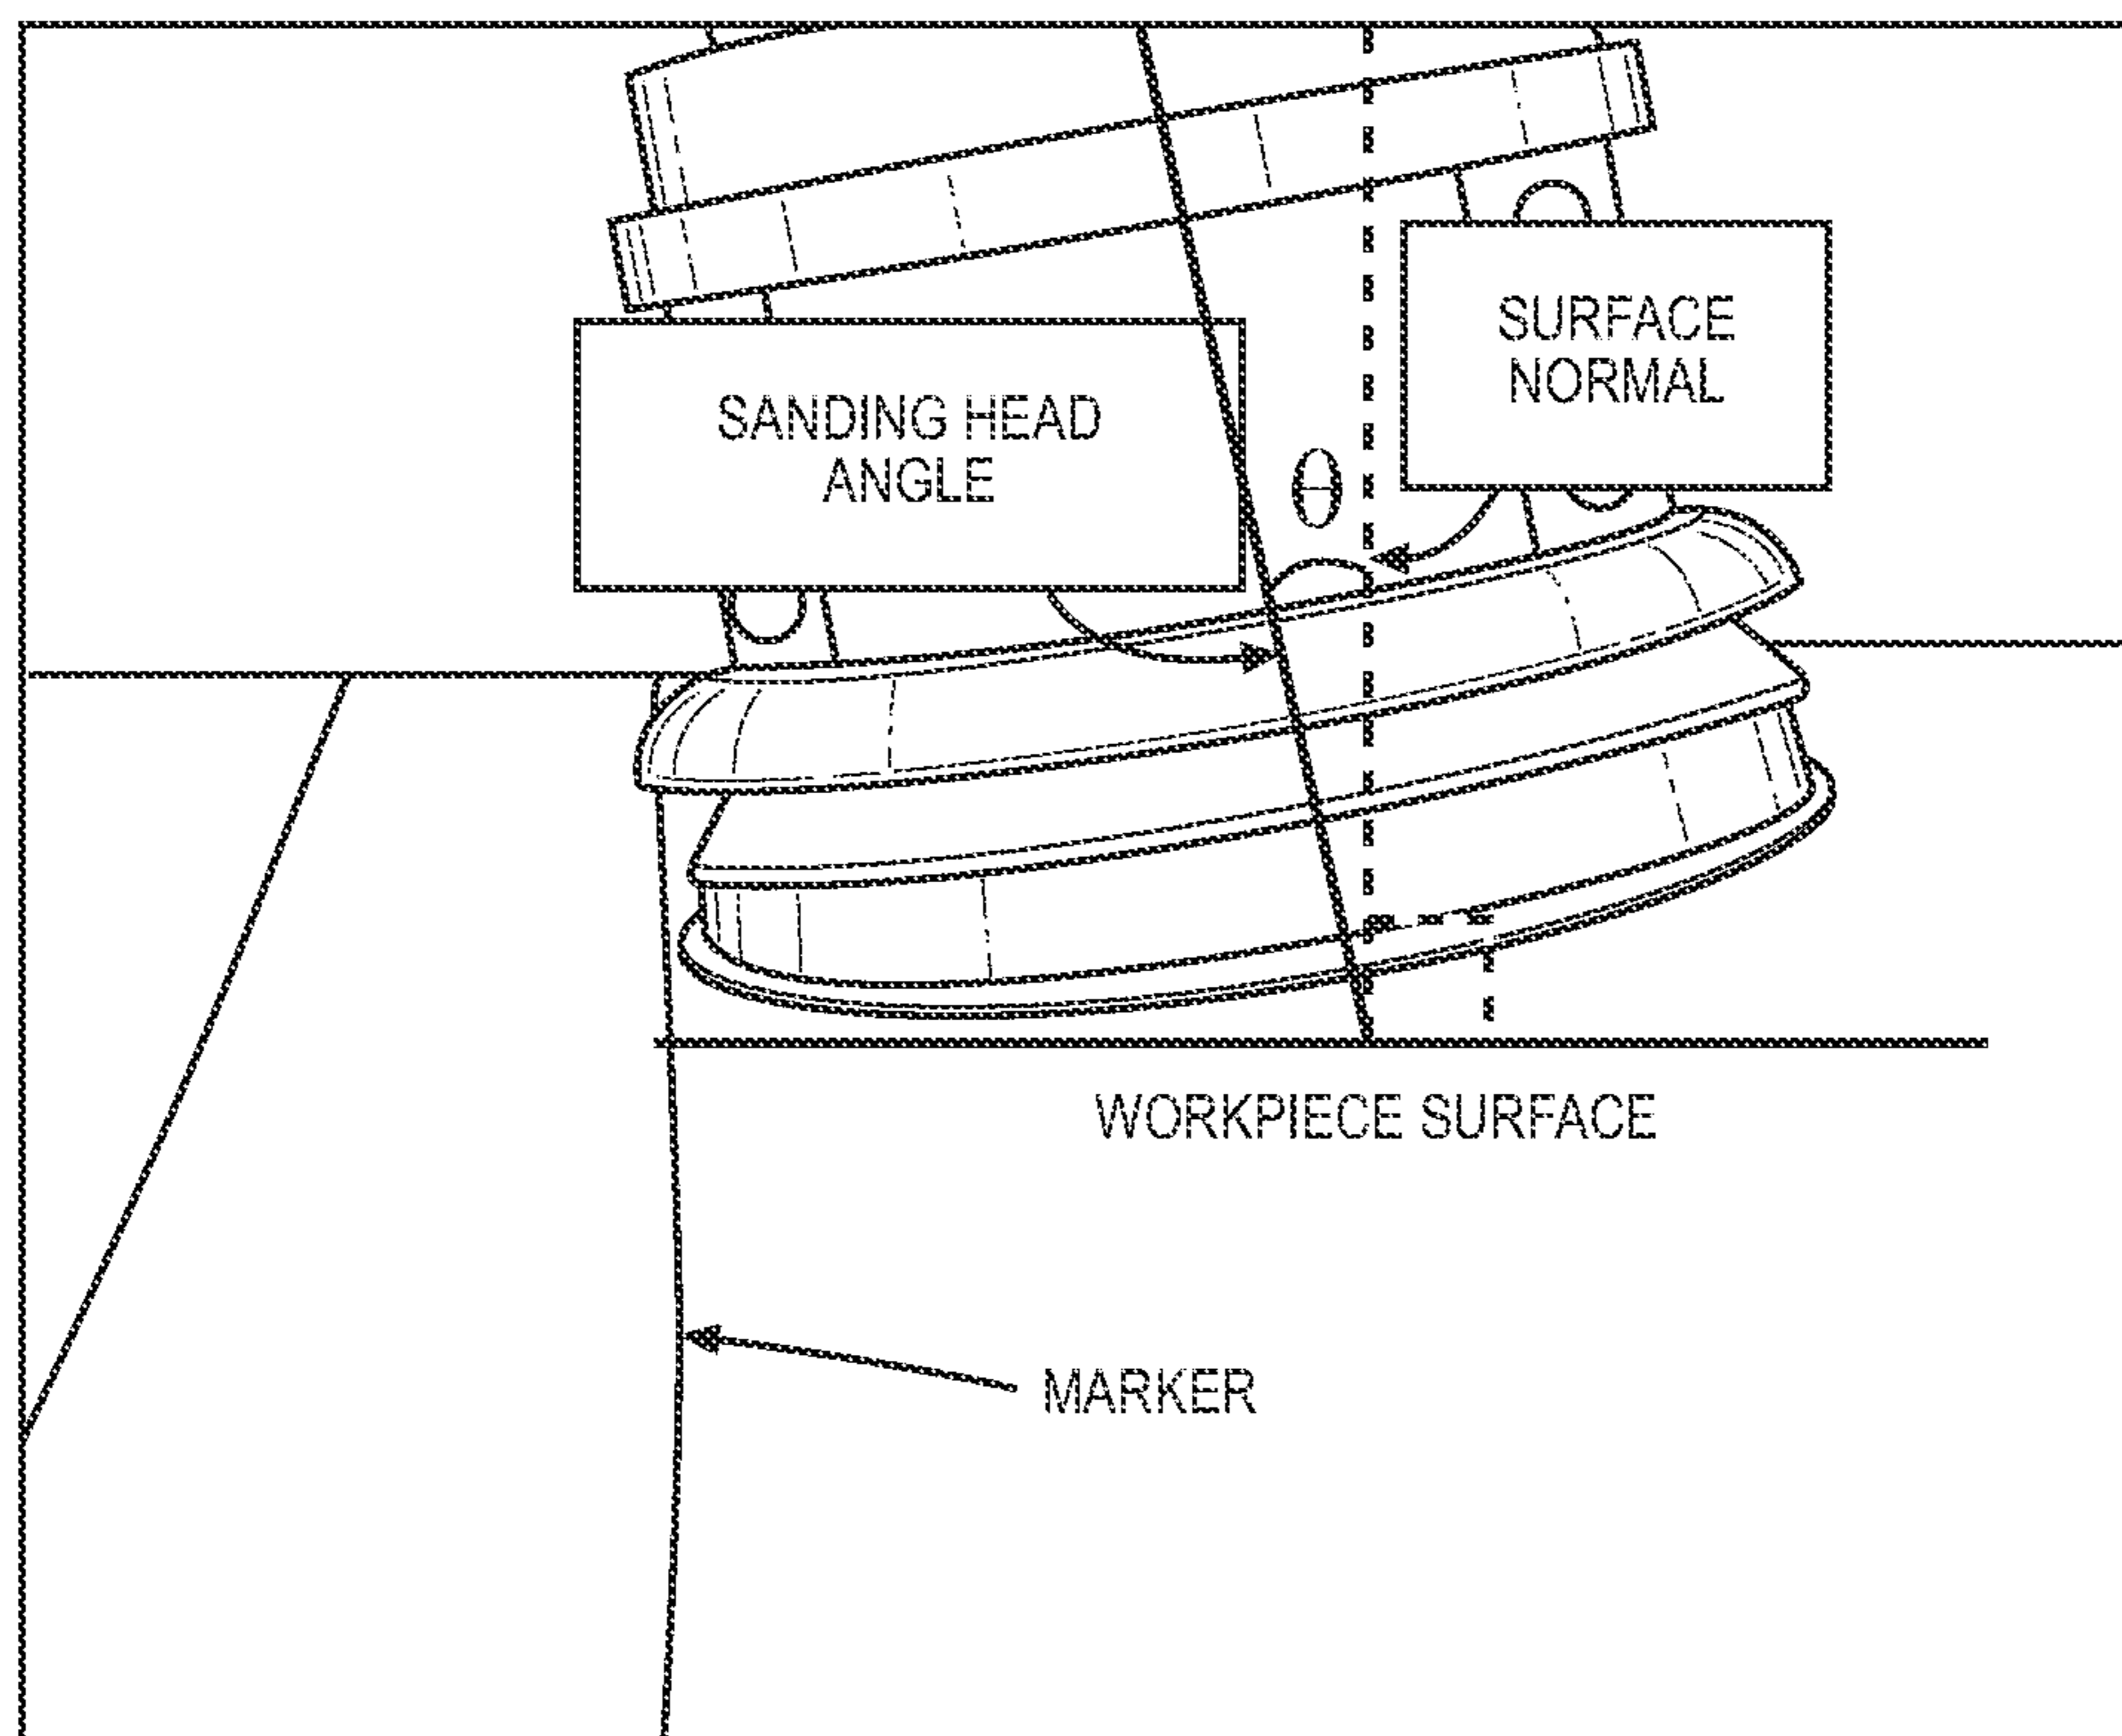 SURFACE
NORMAL
SANDING HEAD
ANGLE
θ
WORKPIECE SURFACE
MARKER